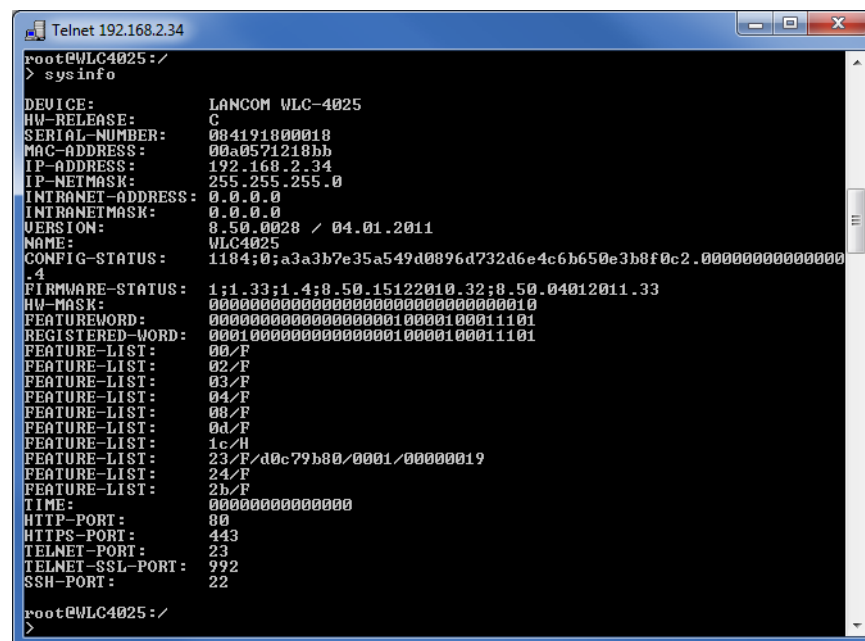 Telnet 192.168.2.34
root@WLC4025:/
> sysinfo
DEVICE: LANCOM WLC-4025
HW-RELEASE: C
SERIAL-NUMBER: 084191800018
MAC-ADDRESS: 00a0571218bb
IP-ADDRESS: 192.168.2.34
IP-NETMASK: 255.255.255.0
INTRANET-ADDRESS: 0.0.0.0
INTRANETMASK: 0.0.0.0
VERSION: 8.50.0028 / 04.01.2011
NAME: WLC4025
CONFIG-STATUS: 1184;0;a3a3b7e35a549d0896d732d6e4c6b650e3b8f0c2.00000000000000
.4
FIRMWARE-STATUS: 1;1.33;1.4;8.50.15122010.32;8.50.04012011.33
HW-MASK: 00000000000000000000000000000010
FEATUREWORD: 00000000000000000010000100011101
REGISTERED-WORD: 00010000000000000010000100011101
FEATURE-LIST: 00/F
FEATURE-LIST: 02/F
FEATURE-LIST: 03/F
FEATURE-LIST: 04/F
FEATURE-LIST: 08/F
FEATURE-LIST: 0d/F
FEATURE-LIST: 1c/H
FEATURE-LIST: 23/F/d0c79b80/0001/00000019
FEATURE-LIST: 24/F
FEATURE-LIST: 2b/F
TIME: 00000000000000
HTTP-PORT: 80
HTTPS-PORT: 443
TELNET-PORT: 23
TELNET-SSL-PORT: 992
SSH-PORT: 22
root@WLC4025:/
>